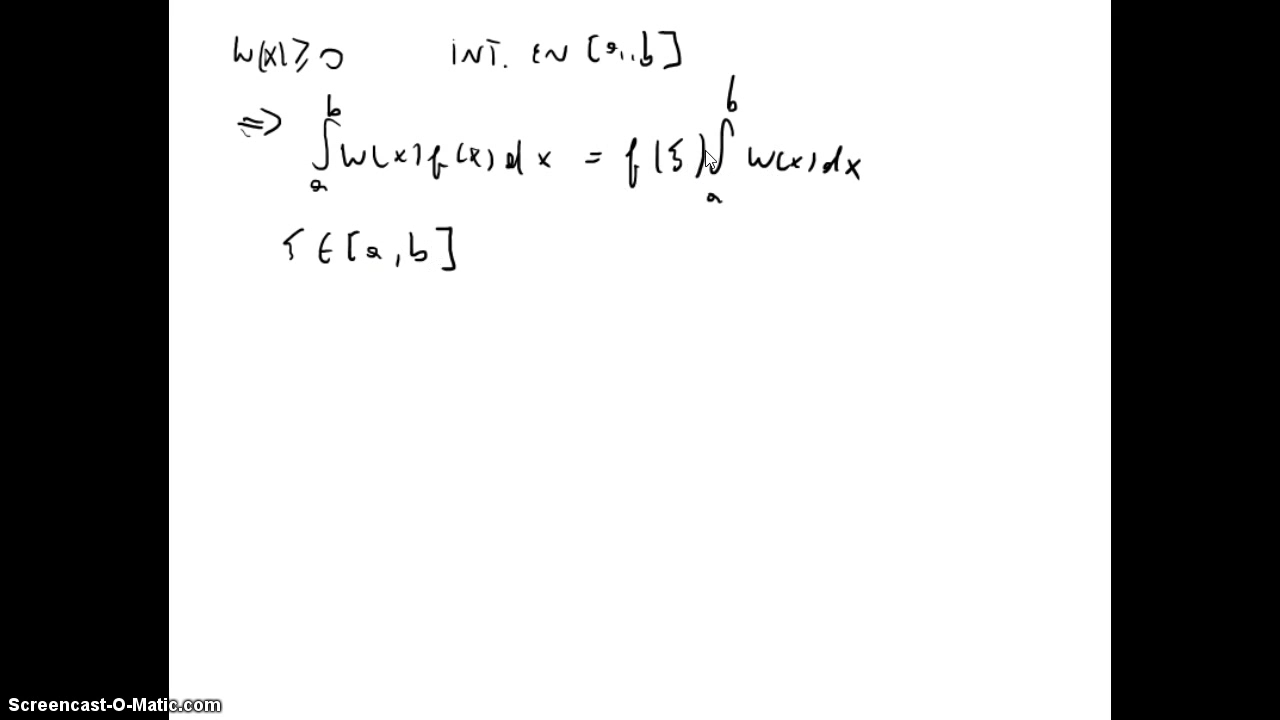 w(x) ≥ 0 INT. EN [a,b]
⇒ ∫_a^b w(x) f(x) dx = f(ξ) ∫_a^b w(x) dx
ξ ∈ [a, b]
Screencast-O-Matic.com